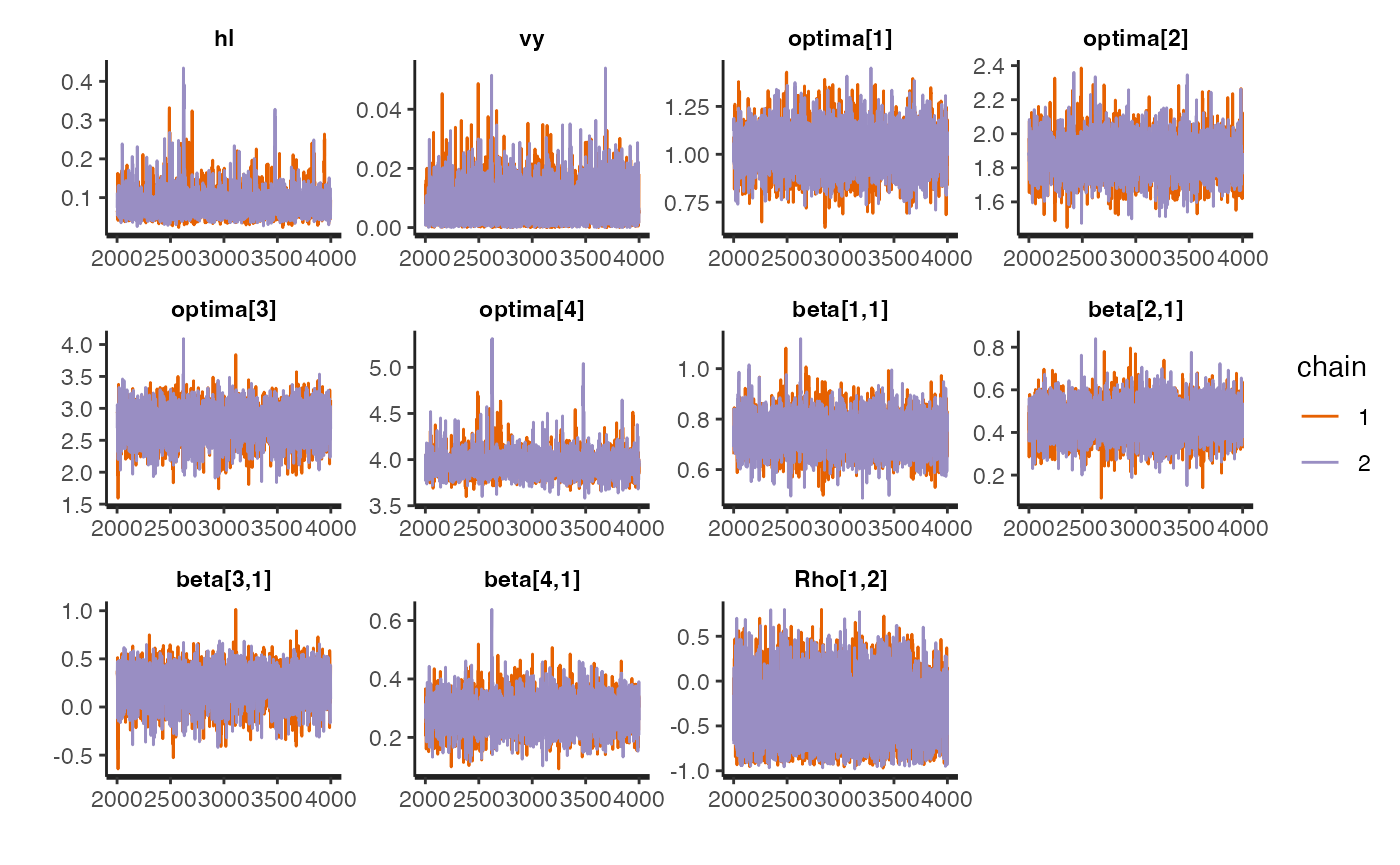 hl vy optima[1] optima[2]
0.4 0.3 0.2 0.1
0.04 0.02 0.00
1.25 1.00 0.75
2.4 2.2 2.0 1.8 1.6
2000 2500 3000 3500 4000 2000 2500 3000 3500 4000 2000 2500 3000 3500 4000 2000 2500 3000 3500 4000
optima[3] optima[4] beta[1,1] beta[2,1]
4.0 3.5 3.0 2.5 2.0 1.5
5.0 4.5 4.0 3.5
1.0 0.8 0.6
0.8 0.6 0.4 0.2
2000 2500 3000 3500 4000 2000 2500 3000 3500 4000 2000 2500 3000 3500 4000 2000 2500 3000 3500 4000
beta[3,1] beta[4,1] Rho[1,2]
1.0 0.5 0.0 -0.5
0.6 0.4 0.2
0.5 0.0 -0.5 -1.0
2000 2500 3000 3500 4000 2000 2500 3000 3500 4000 2000 2500 3000 3500 4000
chain
1
2